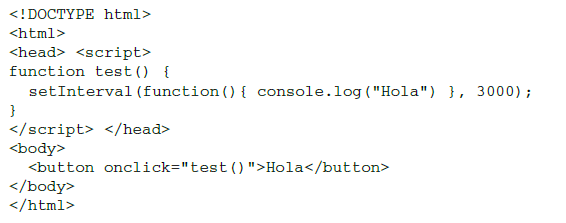 <!DOCTYPE html>
<html>
<head> <script>
function test() {
  setInterval(function(){ console.log("Hola") }, 3000);
}
</script> </head>
<body>
  <button onclick="test()">Hola</button>
</body>
</html>